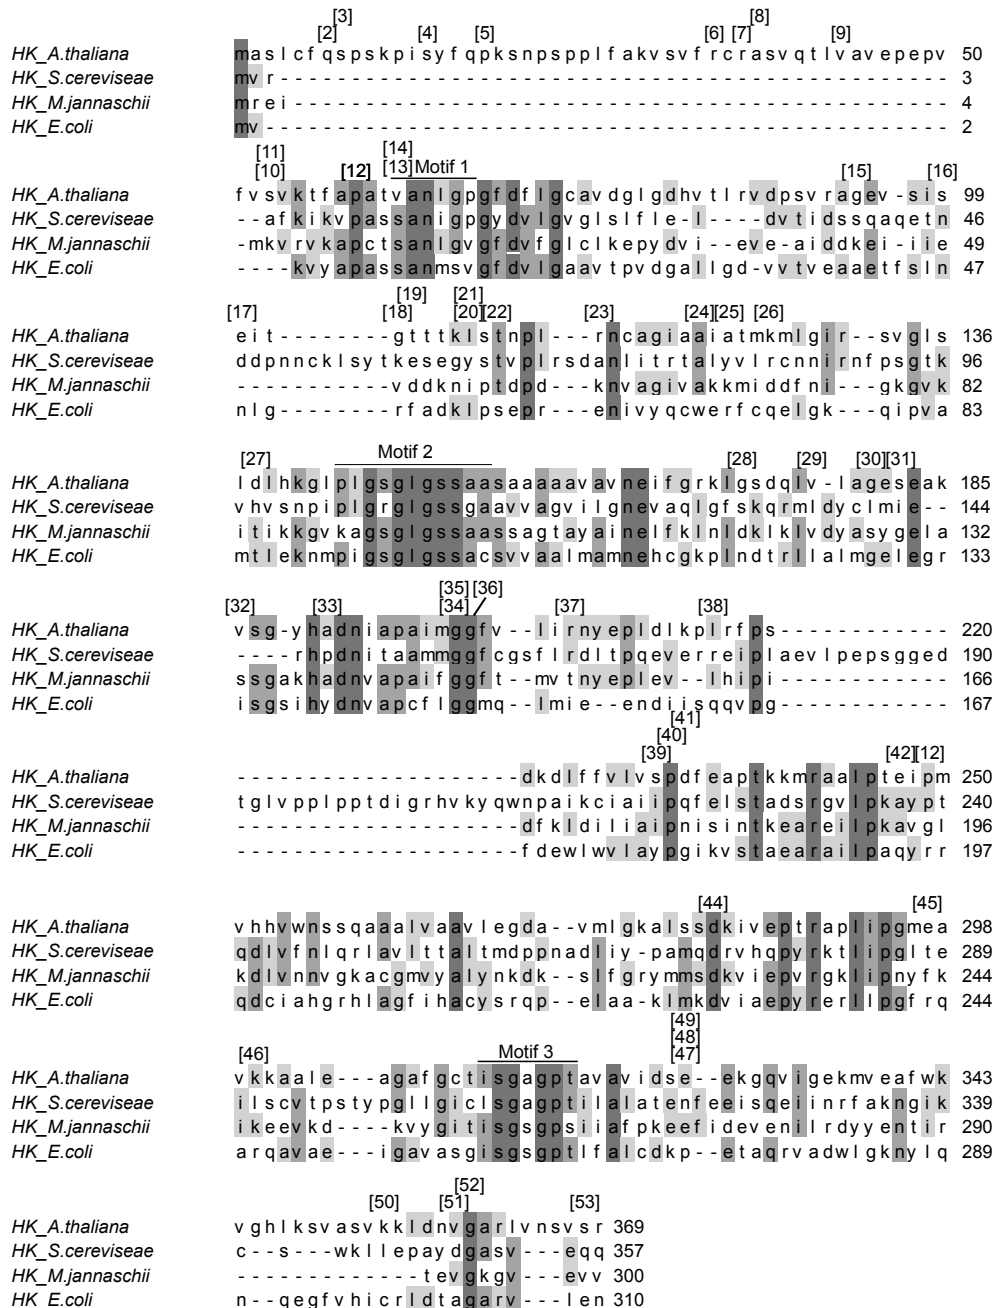 [3] [8]
[2] [4] [5] [6] [7] [9]
HK_A.thaliana maslcfqspskpisyfqpksnpspplfakvsvfrcrasvqtlvavepepv 50
HK_S.cereviseae mvr----------------------------------------------- 3
HK_M.jannaschii mrei---------------------------------------------- 4
HK_E.coli mv------------------------------------------------ 2
[11] [14]
[10] [12] [13] Motif 1 [15] [16]
HK_A.thaliana fvsvktfapatvanlgpgfdflgcavdglgdhvtlrvdpsvragev-sis 99
HK_S.cereviseae --afkikvpassanigpgydvlgvglslfle-l----dvtidssqaqetn 46
HK_M.jannaschii -mkvrvkapctsanlgvgfdvfglclkepydvi--eve-aiddkei-iie 49
HK_E.coli ----kvyapassanmsvgfdvlgaavtpvdgallgd-vvtveaaetfsln 47
[19] [21]
[17] [18] [20] [22] [23] [24] [25] [26]
HK_A.thaliana eit--------gtttklstnpl---rncagiaaiatmkmlgir--svgls 136
HK_S.cereviseae ddpnncklsytkesegystvplrsdanlitrtalyvlrcnnirnfpsgtk 96
HK_M.jannaschii -----------vddkniptdpd---knvagivakkmiddfni---gkgvk 82
HK_E.coli nlg--------rfadklpsepr---enivyqcwerfcqelgk---qipva 83
[27] Motif 2 [28] [29] [30] [31]
HK_A.thaliana ldlhkglplgsglgssaasaaaaavavneifgrklgsdqlv-lageseak 185
HK_S.cereviseae vhvsnpiplgrglgssgaavvagvilgnevaqlgfskqrmldyclmie-- 144
HK_M.jannaschii itikkgvkagsglgssaassagtayainelfklnldklklvdyasygela 132
HK_E.coli mtleknmpigsglgssacsvvaalmamnehcgkplndtrllalmgelegr 133
[35] [36]
[32] [33] [34] [37] [38]
HK_A.thaliana vsg-yhadniapaimggfv--lirnyepldlkplrfps------------ 220
HK_S.cereviseae ----rhpdnitaammggfcgsflrdltpqeverreiplaevlpepsgged 190
HK_M.jannaschii ssgakhadnvapaifggft--mvtnyeplev--lhipi------------ 166
HK_E.coli isgsihydnvapcflggmq--lmie--endiisqqvpg------------ 167
[41]
[40]
[39] [42] [12]
HK_A.thaliana --------------------dkdlffvlvspdfeaptkkmraalpteipm 250
HK_S.cereviseae tglvpplpptdigrhvkyqwnpaikciaiipqfelstadsrgvlpkaypt 240
HK_M.jannaschii --------------------dfkldiliaipnisintkeareilpkavgl 196
HK_E.coli --------------------fdewlwvlaypgikvstaearailpaqyrr 197
[44] [45]
HK_A.thaliana vhhvwnssqaaalvaavlegda--vmlgkalssdkiveptraplipgmea 298
HK_S.cereviseae qdlvfnlqrlavlttaltmdppnadliy-pamqdrvhqpyrktlipglte 289
HK_M.jannaschii kdlvnnvgkacgmvyalynkdk--slfgrymmsdkviepvrgklipnyfk 244
HK_E.coli qdciahgrhlagfihacysrqp--elaa-klmkdviaepyrerllpgfrq 244
[49]
[48]
[46] Motif 3 [47]
HK_A.thaliana vkkaale---agafgctisgagptavavidse--ekgqvigekmveafwk 343
HK_S.cereviseae ilscvtpstypgllgiclsgagptilalatenfeeisqeiinrfakngik 339
HK_M.jannaschii ikeevkd----kvygitisgsgpsiiafpkeefidevenilrdyyentir 290
HK_E.coli arqavae---igavasgisgsgptlfalcdkp--etaqrvadwlgknylq 289
[52]
[50] [51] [53]
HK_A.thaliana vghlksvasvkkldnvgarlvnsvsr 369
HK_S.cereviseae c--s---wkllepaydgasv---eqq 357
HK_M.jannaschii -------------tevgkgv---evv 300
HK_E.coli n--qegfvhicrldtagarv---len 310